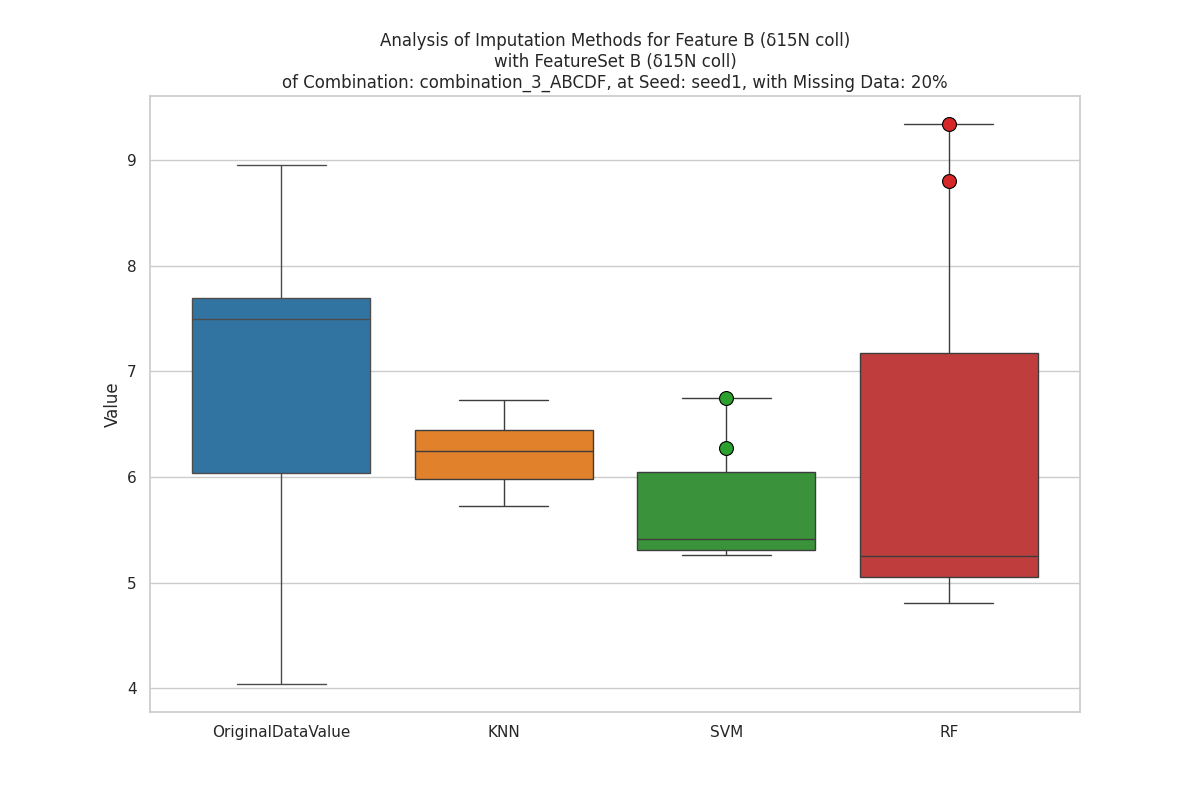 Analysis of Imputation Methods for Feature B (δ15N coll)
with FeatureSet B (δ15N coll)
of Combination: combination_3_ABCDF, at Seed: seed1, with Missing Data: 20%
9
8
7
6
5
4
Value
OriginalDataValue
KNN
SVM
RF